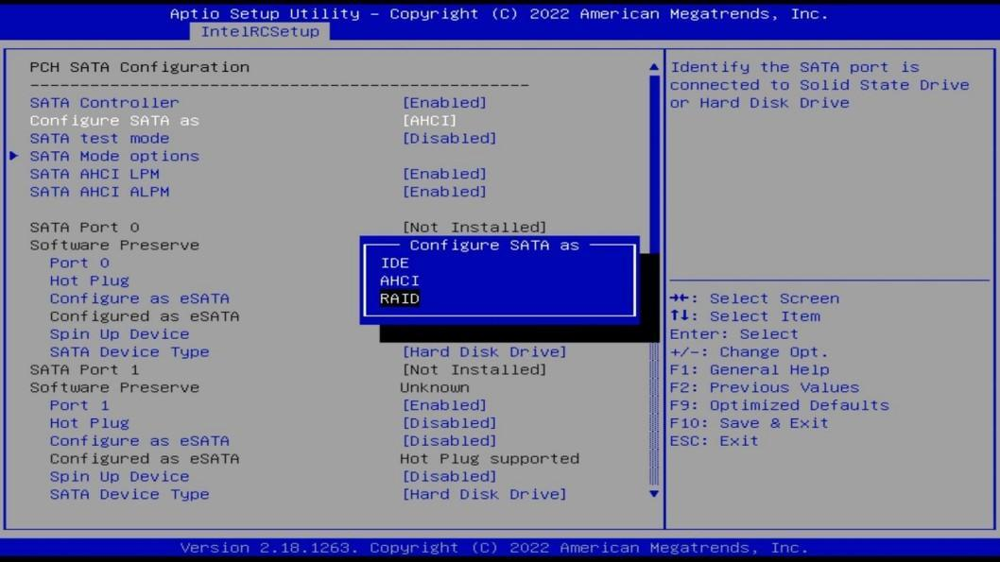 Aptio Setup Utility – Copyright (C) 2022 American Megatrends, Inc.
IntelRCSetup
PCH SATA Configuration
--------------------------------------------------
SATA Controller [Enabled]
Configure SATA as [AHCI]
SATA test mode [Disabled]
SATA Mode options
SATA AHCI LPM [Enabled]
SATA AHCI ALPM [Enabled]
SATA Port 0 [Not Installed]
Software Preserve
Port 0
Hot Plug
Configure as eSATA
Configured as eSATA
Spin Up Device
SATA Device Type [Hard Disk Drive]
SATA Port 1 [Not Installed]
Software Preserve Unknown
Port 1 [Enabled]
Hot Plug [Disabled]
Configure as eSATA [Disabled]
Configured as eSATA Hot Plug supported
Spin Up Device [Disabled]
SATA Device Type [Hard Disk Drive]
Configure SATA as
IDE
AHCI
RAID
Identify the SATA port is
connected to Solid State Drive
or Hard Disk Drive
→←: Select Screen
↑↓: Select Item
Enter: Select
+/-: Change Opt.
F1: General Help
F2: Previous Values
F9: Optimized Defaults
F10: Save & Exit
ESC: Exit
Version 2.18.1263. Copyright (C) 2022 American Megatrends, Inc.